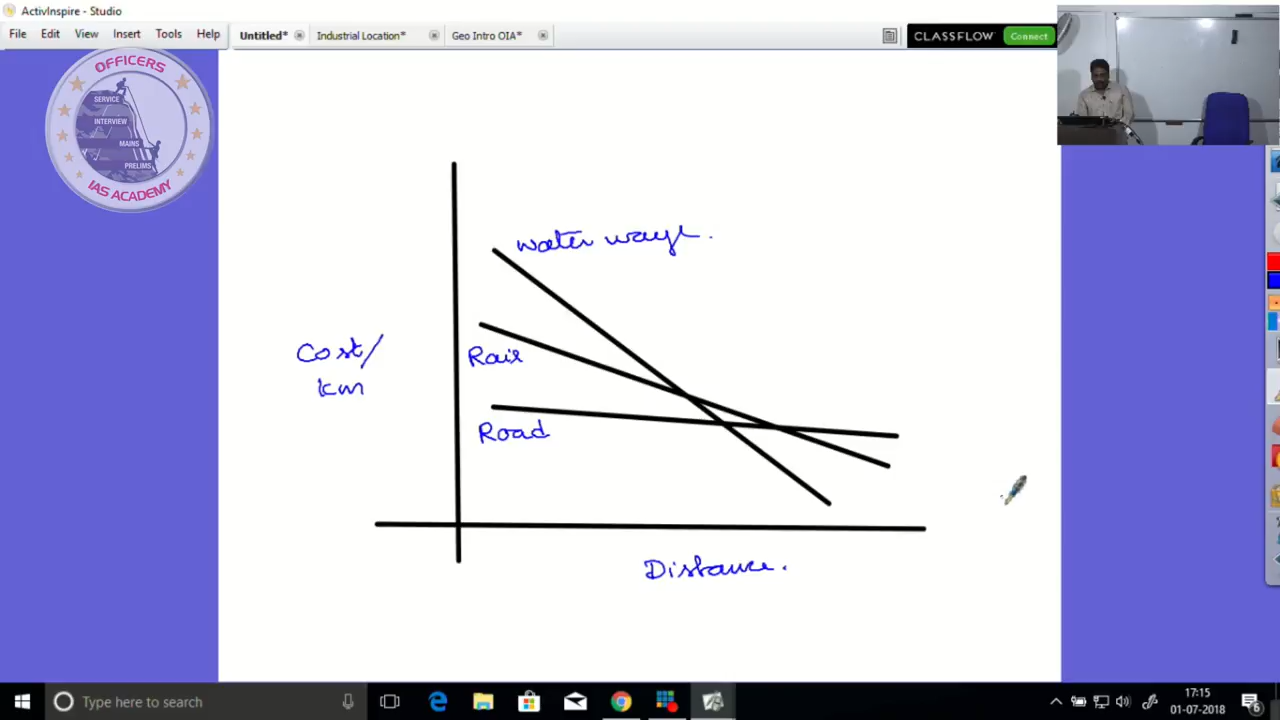 ActivInspire - Studio
File Edit View Insert Tools Help
Untitled* Industrial Location* Geo Intro OIA* CLASSFLOW Connect
OFFICERS
SERVICE
INTERVIEW
MAINS
PRELIMS
IAS ACADEMY
Water ways.
Cost/
km
Rail
Road
Distance.
Type here to search
17:15
01-07-2018
6